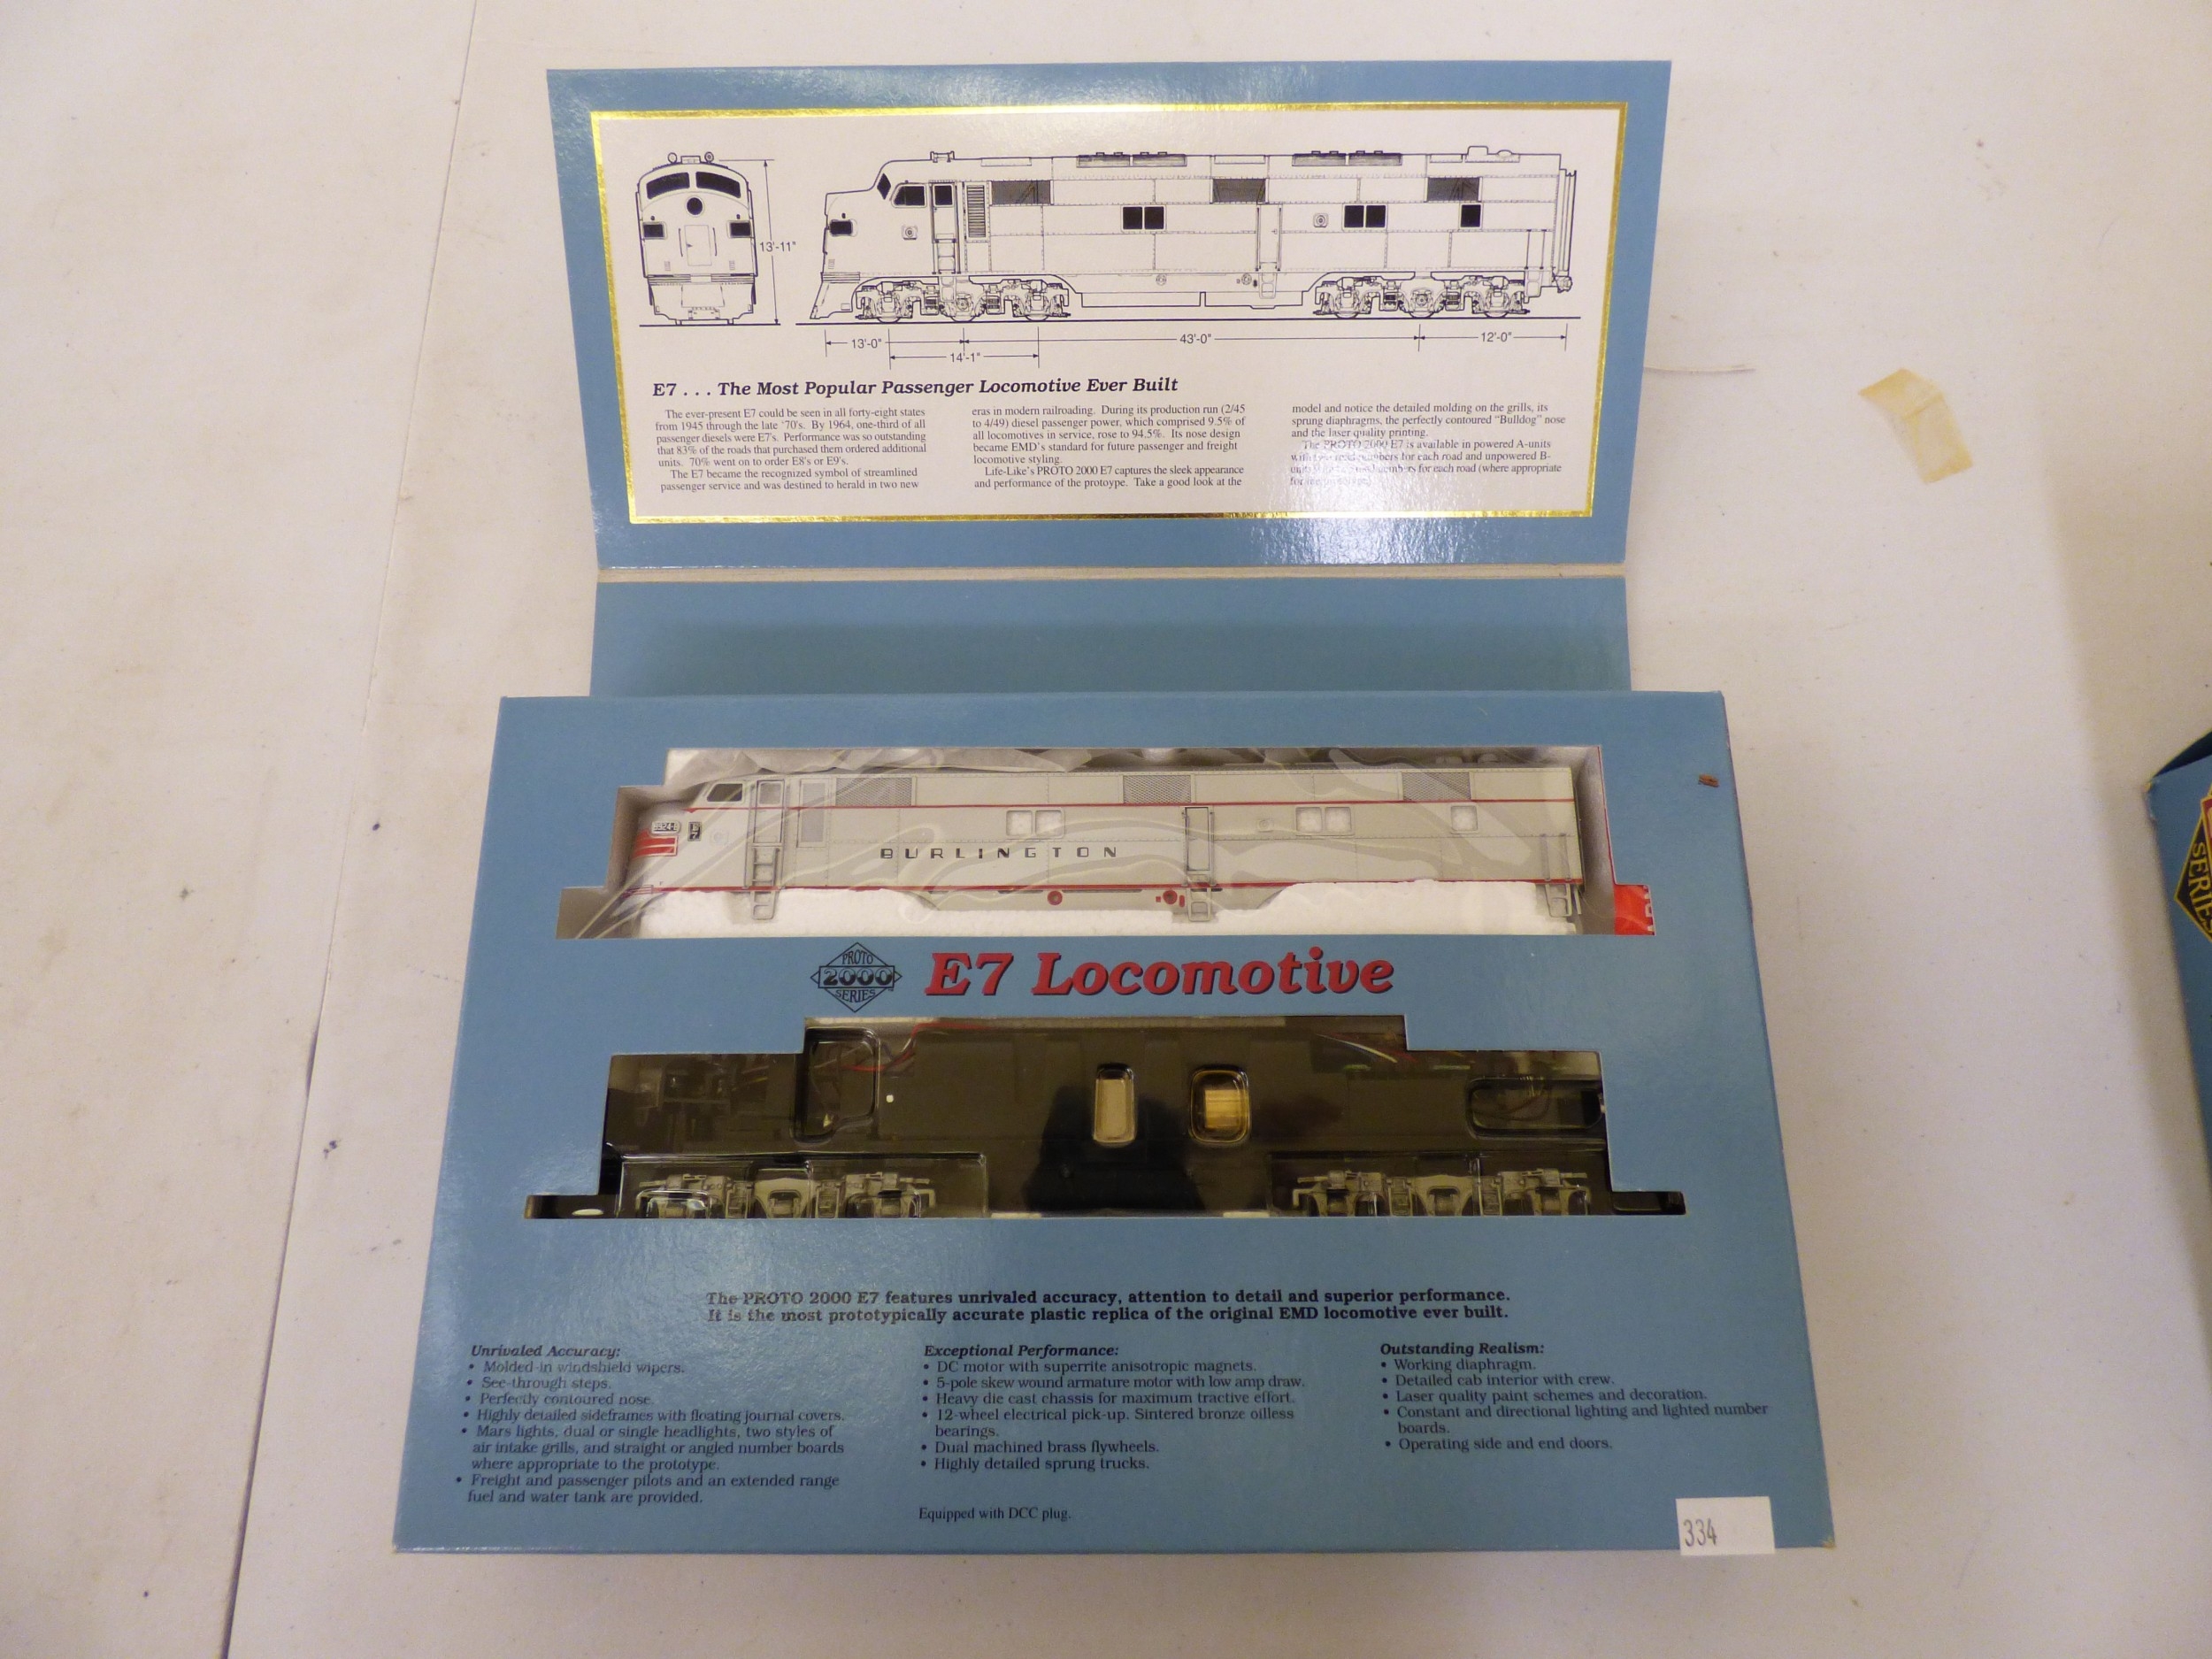 13'-11"
13'-0"
14'-1"
43'-0"
12'-0"
E7 . . . The Most Popular Passenger Locomotive Ever Built
The ever-present E7 could be seen in all forty-eight states
from 1945 through the late '70's. By 1964, one-third of all
passenger diesels were E7's. Performance was so outstanding
that 83% of the roads that purchased them ordered additional
units. 70% went on to order E8's or E9's.
The E7 became the recognized symbol of streamlined
passenger service and was destined to herald in two new
eras in modern railroading. During its production run (2/45
to 4/49) diesel passenger power, which comprised 9.5% of
all locomotives in service, rose to 94.5%. Its nose design
became EMD's standard for future passenger and freight
locomotive styling.
Life-Like's PROTO 2000 E7 captures the sleek appearance
and performance of the protoype. Take a good look at the
model and notice the detailed molding on the grills, its
sprung diaphragms, the perfectly contoured "Bulldog" nose
and the laser quality printing.
The PROTO 2000 E7 is available in powered A-units
with two road numbers for each road and unpowered B-
numbers for each road (where appropriate
BURLINGTON
PROTO
2000
SERIES
E7 Locomotive
The PROTO 2000 E7 features unrivaled accuracy, attention to detail and superior performance.
It is the most prototypically accurate plastic replica of the original EMD locomotive ever built.
Unrivaled Accuracy:
• Molded-in windshield wipers.
• See-through steps.
• Perfectly contoured nose.
• Highly detailed sideframes with floating journal covers.
• Mars lights, dual or single headlights, two styles of
air intake grills, and straight or angled number boards
where appropriate to the prototype.
• Freight and passenger pilots and an extended range
fuel and water tank are provided.
Exceptional Performance:
• DC motor with superrite anisotropic magnets.
• 5-pole skew wound armature motor with low amp draw.
• Heavy die cast chassis for maximum tractive effort.
• 12-wheel electrical pick-up. Sintered bronze oilless
bearings.
• Dual machined brass flywheels.
• Highly detailed sprung trucks.
Equipped with DCC plug.
Outstanding Realism:
• Working diaphragm.
• Detailed cab interior with crew.
• Laser quality paint schemes and decoration.
• Constant and directional lighting and lighted number
boards.
• Operating side and end doors.
334
SERIES